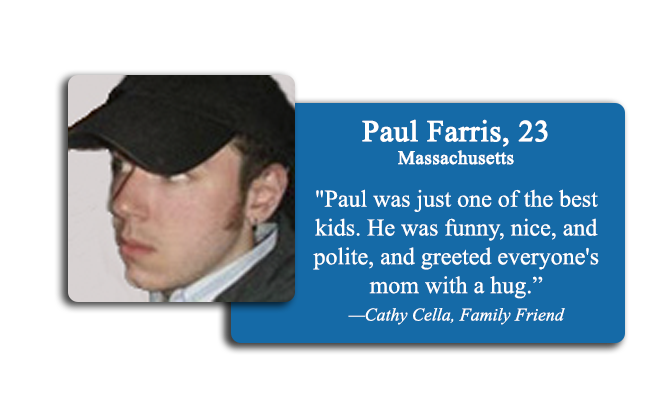 Paul Farris, 23
Massachusetts
"Paul was just one of the best
kids. He was funny, nice, and
polite, and greeted everyone's
mom with a hug.”
—Cathy Cella, Family Friend